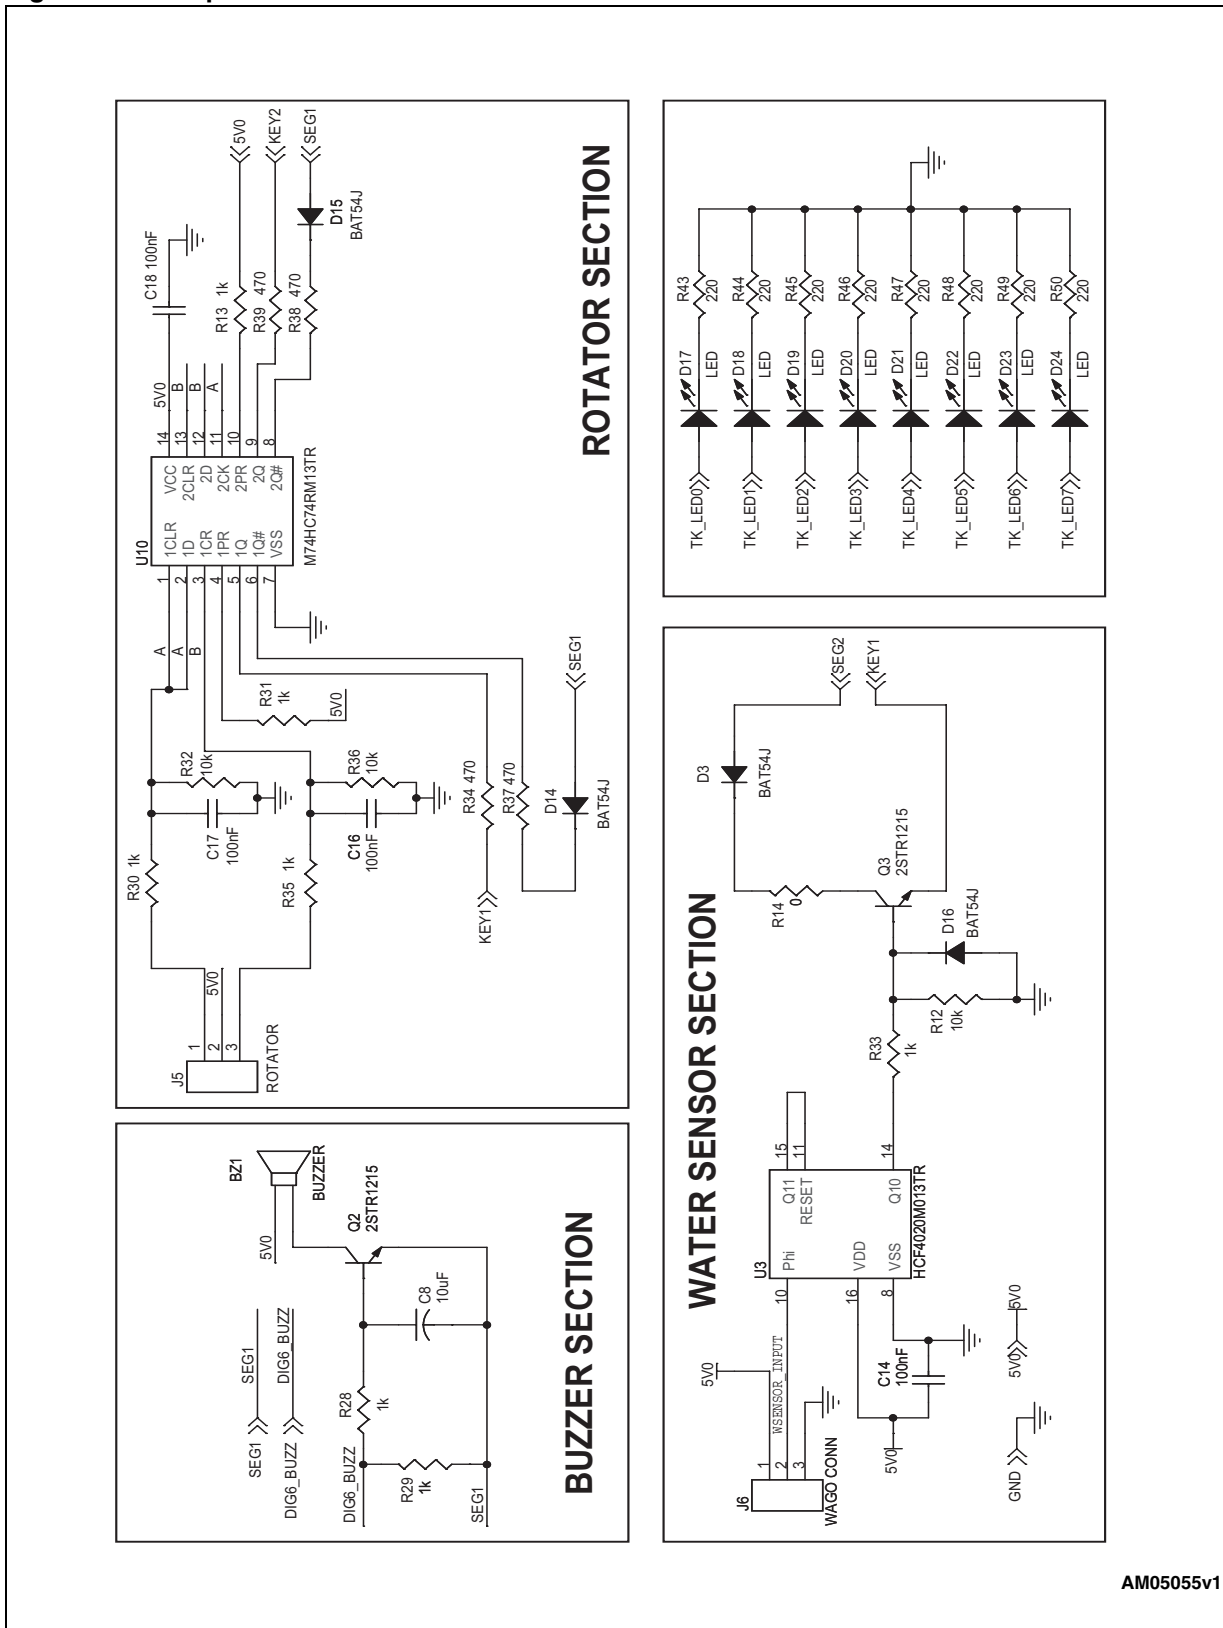 ROTATOR SECTION
J5
ROTATOR
1
2
3
5V0
R30 1k
R35 1k
C17
100nF
R32
10k
C16
100nF
R36
10k
R31
1k
5V0
KEY1
R34 470
R37 470
D14
BAT54J
SEG1
A
A
B
1
2
3
4
5
6
7
U10
1CLR
1D
1CR
1PR
1Q
1Q#
VSS
VCC
2CLR
2D
2CK
2PR
2Q
2Q#
M74HC74RM13TR
14
13
12
11
10
9
8
5V0
B
B
A
C18 100nF
R13 1k
R39 470
R38 470
D15
BAT54J
5V0
KEY2
SEG1
BUZZER SECTION
SEG1
SEG1
DIG6_BUZZ
DIG6_BUZZ
5V0
BZ1
BUZZER
Q2
2STR1215
C8
10uF
R28
1k
R29
1k
DIG6_BUZZ
SEG1
TK_LED0
D17
LED
R43
220
TK_LED1
D18
LED
R44
220
TK_LED2
D19
LED
R45
220
TK_LED3
D20
LED
R46
220
TK_LED4
D21
LED
R47
220
TK_LED5
D22
LED
R48
220
TK_LED6
D23
LED
R49
220
TK_LED7
D24
LED
R50
220
WATER SENSOR SECTION
J6
WAGO CONN
1
2
3
5V0
WSENSOR_INPUT
10
16
8
U3
Phi
VDD
VSS
Q11
RESET
Q10
HCF4020M013TR
15
11
14
5V0
C14
100nF
GND
5V0
5V0
R33
1k
R12
10k
D16
BAT54J
Q3
2STR1215
R14
0
D3
BAT54J
SEG2
KEY1
AM05055v1